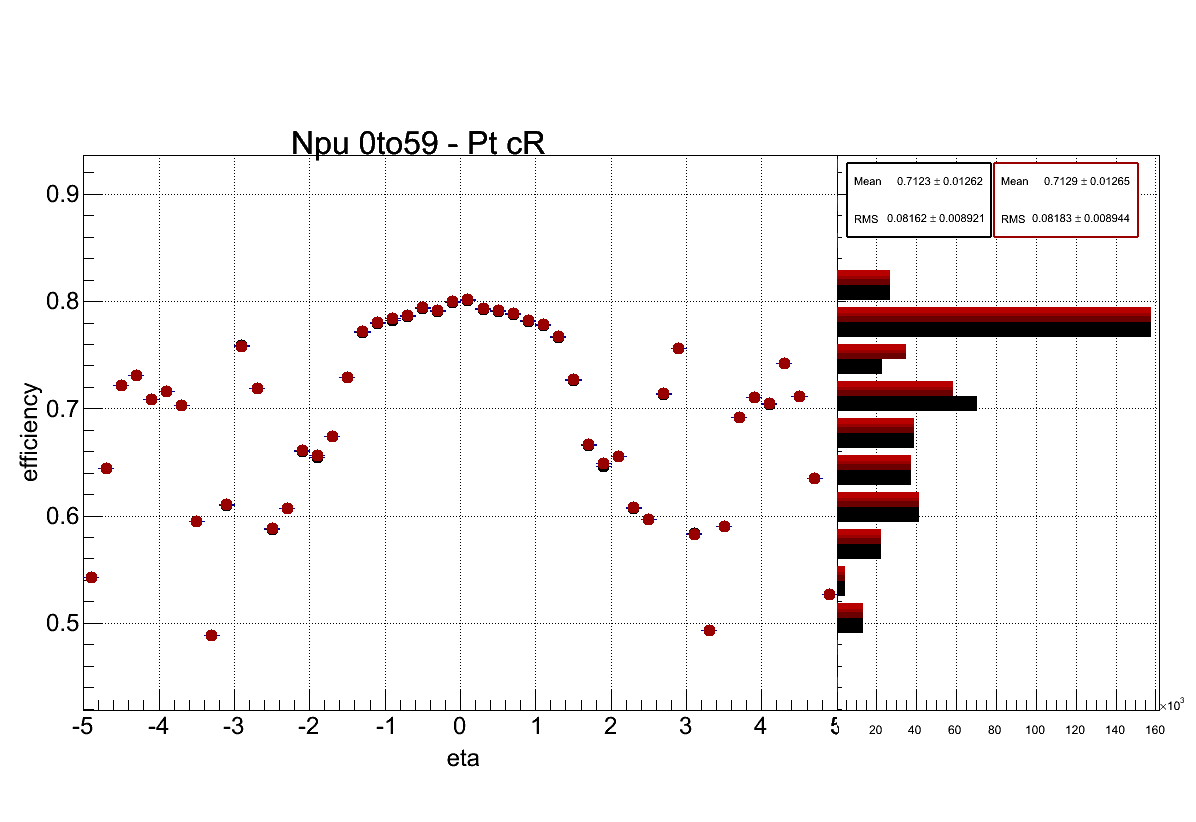 Npu 0to59 - Pt cR
Mean 0.7123 ± 0.01262
RMS 0.08162 ± 0.008921
Mean 0.7129 ± 0.01265
RMS 0.08183 ± 0.008944
efficiency
0.9
0.8
0.7
0.6
0.5
-5 -4 -3 -2 -1 0 1 2 3 4
20 40 60 80 100 120 140 160
×10³
eta